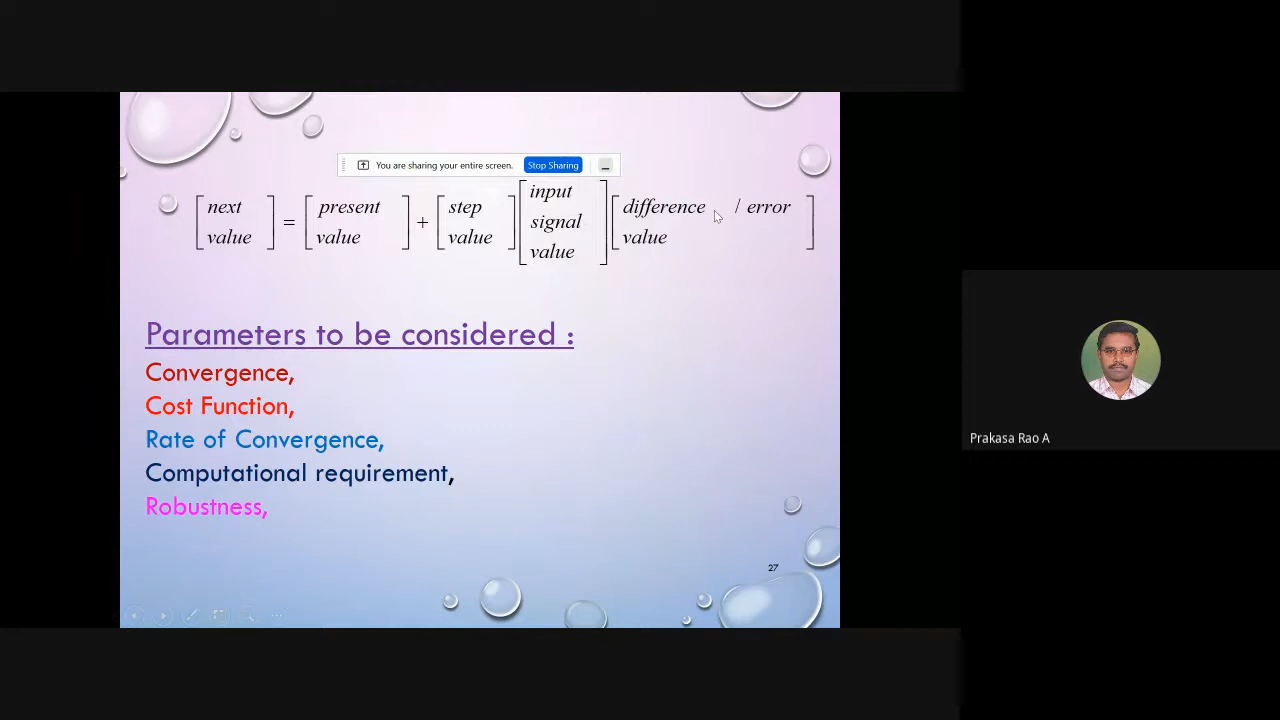 You are sharing your entire screen. Stop Sharing
[next value] = [present value] + [step value] [input signal value] [difference / error value]
Parameters to be considered :
Convergence,
Cost Function,
Rate of Convergence,
Computational requirement,
Robustness,
27
Prakasa Rao A